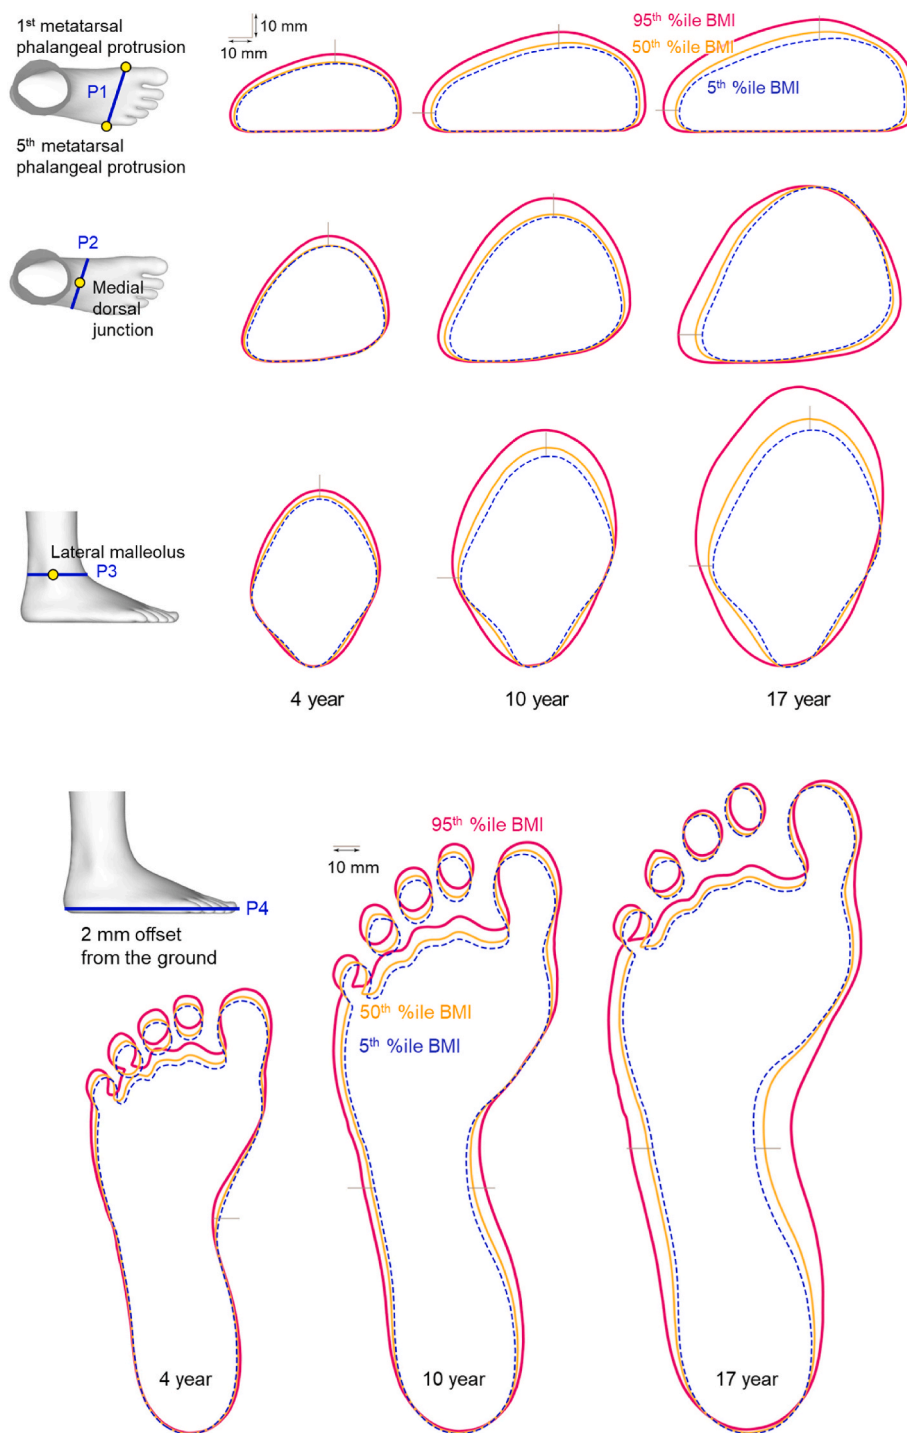 1st metatarsal
phalangeal protrusion
P1
5th metatarsal
phalangeal protrusion
10 mm
10 mm
95th %ile BMI
50th %ile BMI
5th %ile BMI
P2
Medial
dorsal
junction
Lateral malleolus
P3
4 year
10 year
17 year
95th %ile BMI
10 mm
P4
2 mm offset
from the ground
50th %ile BMI
5th %ile BMI
4 year
10 year
17 year